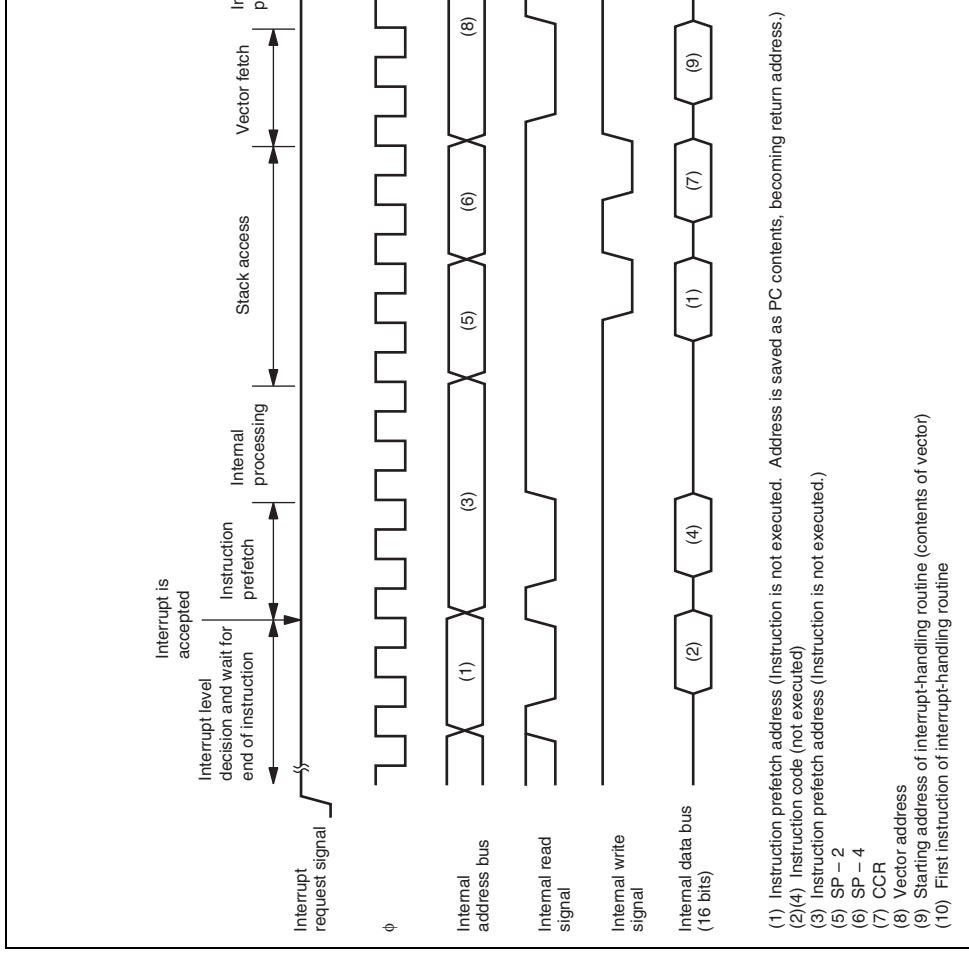 Interrupt is
accepted
Interrupt level
decision and wait for
end of instruction
Instruction
prefetch
Internal
processing
Stack access
Vector fetch
Interrupt
request signal
φ
Internal
address bus
(1)
(3)
(5)
(6)
(8)
Internal read
signal
Internal write
signal
Internal data bus
(16 bits)
(2)
(4)
(1)
(7)
(9)
(1) Instruction prefetch address (Instruction is not executed. Address is saved as PC contents, becoming return address.)
(2)(4) Instruction code (not executed)
(3) Instruction prefetch address (Instruction is not executed.)
(5) SP – 2
(6) SP – 4
(7) CCR
(8) Vector address
(9) Starting address of interrupt-handling routine (contents of vector)
(10) First instruction of interrupt-handling routine